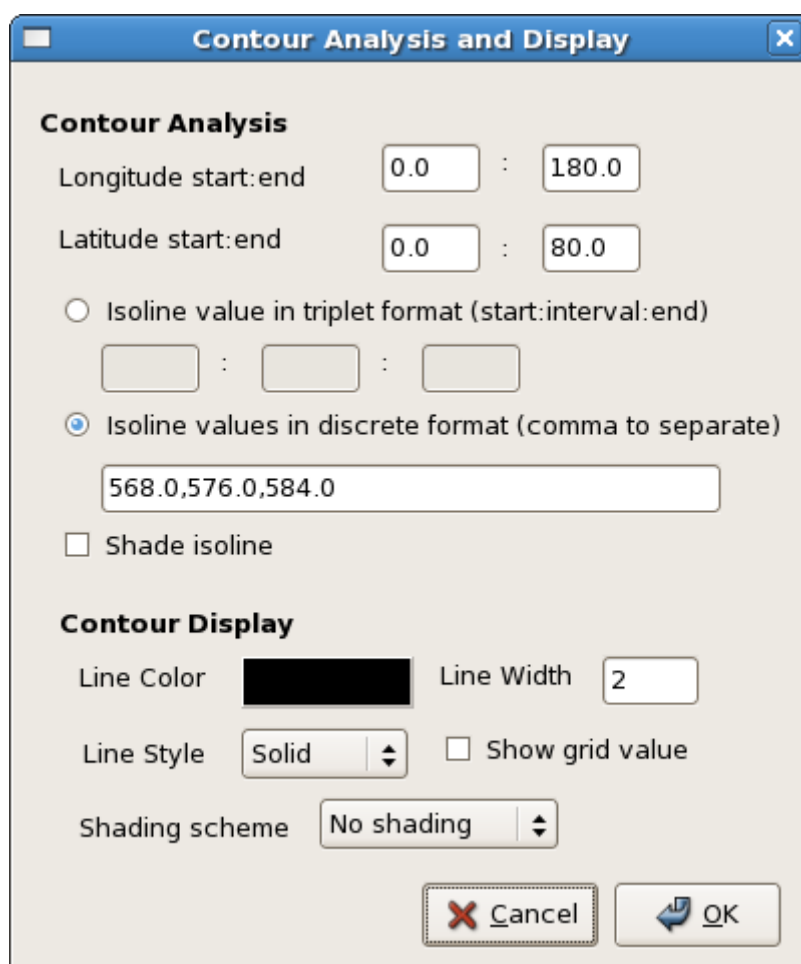 Contour Analysis and Display
Contour Analysis
Longitude start:end 0.0 : 180.0
Latitude start:end 0.0 : 80.0
Isoline value in triplet format (start:interval:end)
: :
Isoline values in discrete format (comma to separate)
568.0,576.0,584.0
Shade isoline
Contour Display
Line Color Line Width 2
Line Style Solid Show grid value
Shading scheme No shading
Cancel OK